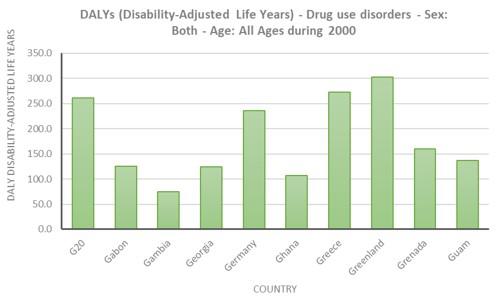 DALYs (Disability-Adjusted Life Years) - Drug use disorders - Sex:
Both - Age: All Ages during 2000
DALY DISABILITY-ADJUSTED LIFE YEARS
350.0
300.0
250.0
200.0
150.0
100.0
50.0
0.0
G20
Gabon
Gambia
Georgia
Germany
Ghana
Greece
Greenland
Grenada
Guam
COUNTRY